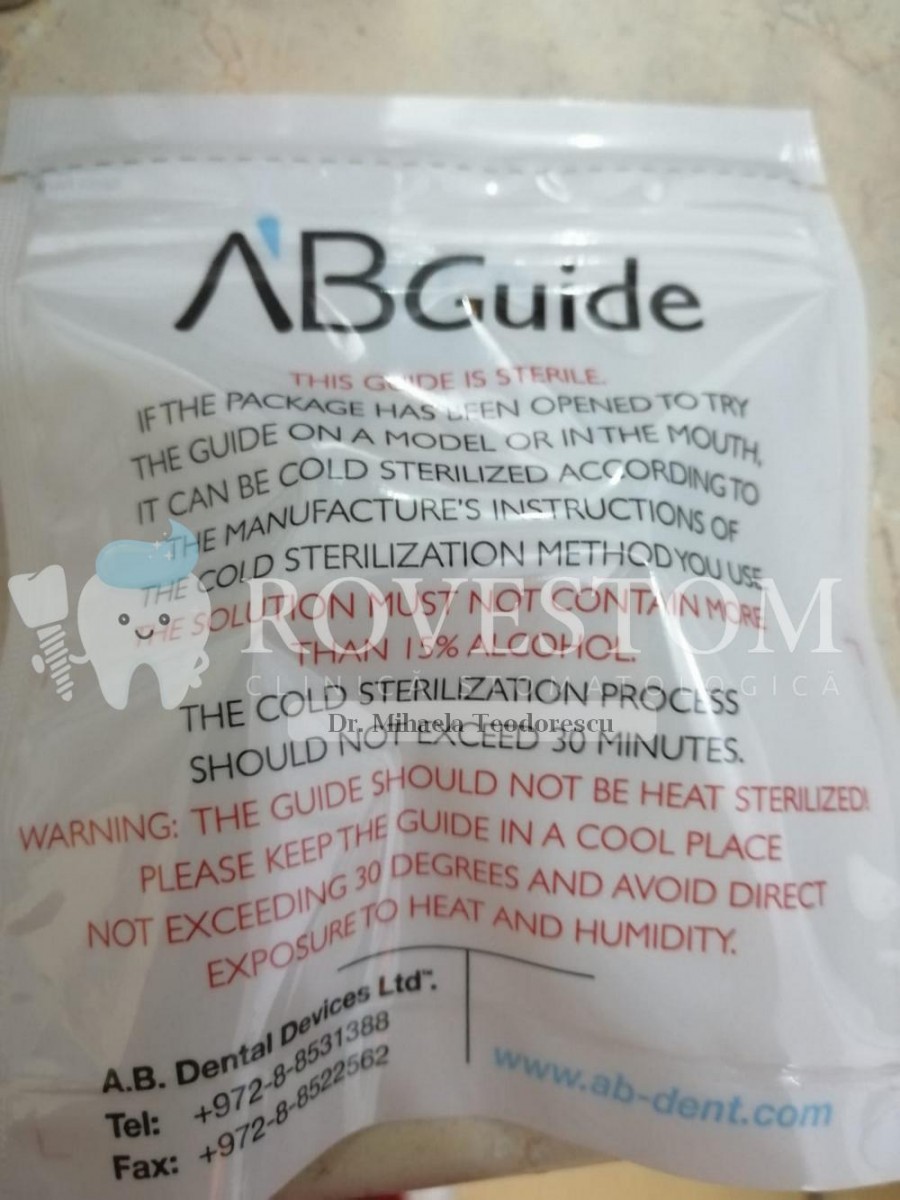 ABGuide
THIS GUIDE IS STERILE.
IF THE PACKAGE HAS BEEN OPENED TO TRY
THE GUIDE ON A MODEL OR IN THE MOUTH,
IT CAN BE COLD STERILIZED ACCORDING TO
THE MANUFACTURE'S INSTRUCTIONS OF
THE COLD STERILIZATION METHOD YOU USE
THE SOLUTION MUST NOT CONTAIN MORE
ROVESTOM
THAN 15% ALCOHOL.
CLINICĂ STOMATOLOGICĂ
THE COLD STERILIZATION PROCESS
Dr. Mihaela Teodorescu
SHOULD NOT EXCEED 30 MINUTES.
WARNING: THE GUIDE SHOULD NOT BE HEAT STERILIZED!
PLEASE KEEP THE GUIDE IN A COOL PLACE
NOT EXCEEDING 30 DEGREES AND AVOID DIRECT
EXPOSURE TO HEAT AND HUMIDITY.
A.B. Dental Devices Ltd™.
Tel: +972-8-8531388
Fax: +972-8-8522562
www.ab-dent.com